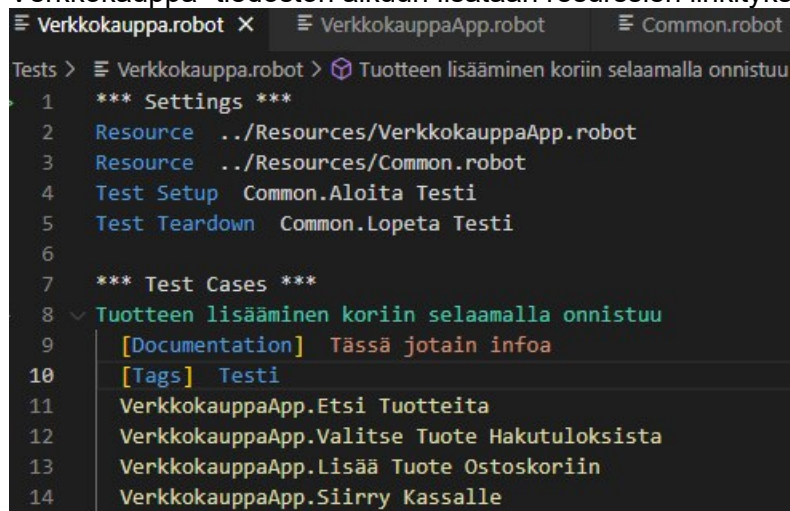 Verkkokauppa.robot × VerkkokauppaApp.robot Common.robot
Tests > Verkkokauppa.robot > Tuotteen lisääminen koriin selaamalla onnistuu
1 *** Settings ***
2 Resource ../Resources/VerkkokauppaApp.robot
3 Resource ../Resources/Common.robot
4 Test Setup Common.Aloita Testi
5 Test Teardown Common.Lopeta Testi
6
7 *** Test Cases ***
8 Tuotteen lisääminen koriin selaamalla onnistuu
9 [Documentation] Tässä jotain infoa
10 [Tags] Testi
11 VerkkokauppaApp.Etsi Tuotteita
12 VerkkokauppaApp.Valitse Tuote Hakutuloksista
13 VerkkokauppaApp.Lisää Tuote Ostoskoriin
14 VerkkokauppaApp.Siirry Kassalle